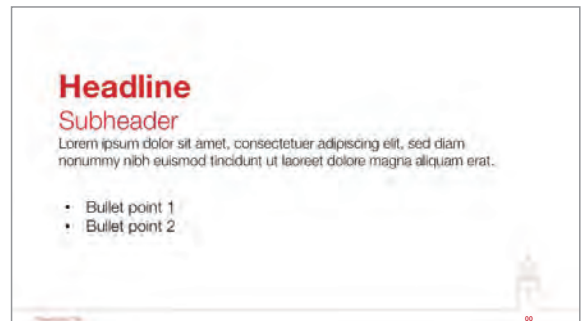 Headline
Subheader
Lorem ipsum dolor sit amet, consectetuer adipiscing elit, sed diam
nonummy nibh euismod tincidunt ut laoreet dolore magna aliquam erat.
• Bullet point 1
• Bullet point 2
00